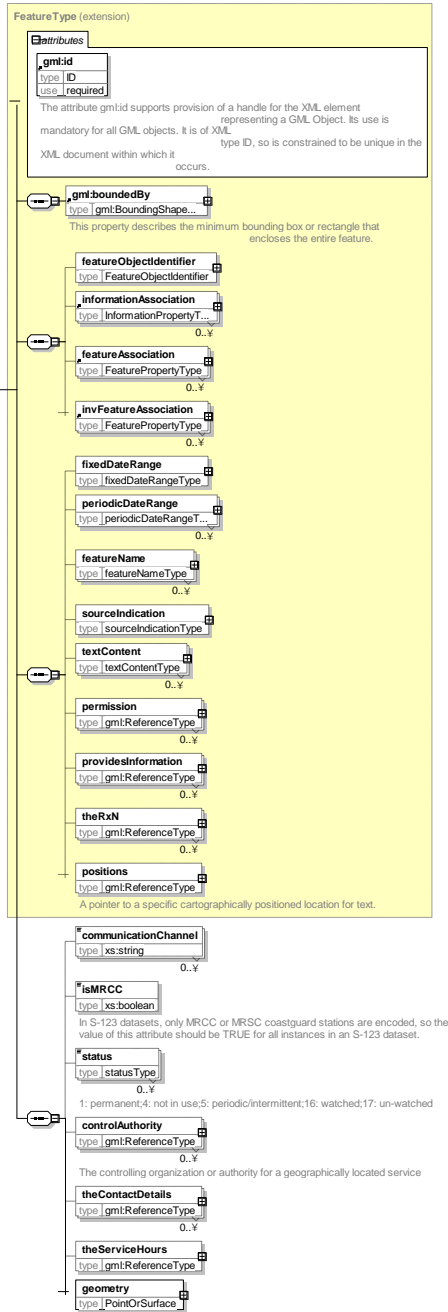 FeatureType (extension)
attributes
gml:id
type ID
use required
The attribute gml:id supports provision of a handle for the XML element
representing a GML Object. Its use is
mandatory for all GML objects. It is of XML
type ID, so is constrained to be unique in the
XML document within which it
occurs.
gml:boundedBy
type gml:BoundingShape...
This property describes the minimum bounding box or rectangle that
encloses the entire feature.
featureObjectIdentifier
type FeatureObjectIdentifier
informationAssociation
type InformationPropertyT...
0..¥
featureAssociation
type FeaturePropertyType
0..¥
invFeatureAssociation
type FeaturePropertyType
0..¥
fixedDateRange
type fixedDateRangeType
periodicDateRange
type periodicDateRangeT...
0..¥
featureName
type featureNameType
0..¥
sourceIndication
type sourceIndicationType
textContent
type textContentType
0..¥
permission
type gml:ReferenceType
0..¥
providesInformation
type gml:ReferenceType
0..¥
theRxN
type gml:ReferenceType
0..¥
positions
type gml:ReferenceType
A pointer to a specific cartographically positioned location for text.
communicationChannel
type xs:string
0..¥
isMRCC
type xs:boolean
In S-123 datasets, only MRCC or MRSC coastguard stations are encoded, so the
value of this attribute should be TRUE for all instances in an S-123 dataset.
status
type statusType
0..¥
1: permanent;4: not in use;5: periodic/intermittent;16: watched;17: un-watched
controlAuthority
type gml:ReferenceType
0..¥
The controlling organization or authority for a geographically located service
theContactDetails
type gml:ReferenceType
0..¥
theServiceHours
type gml:ReferenceType
geometry
type PointOrSurface